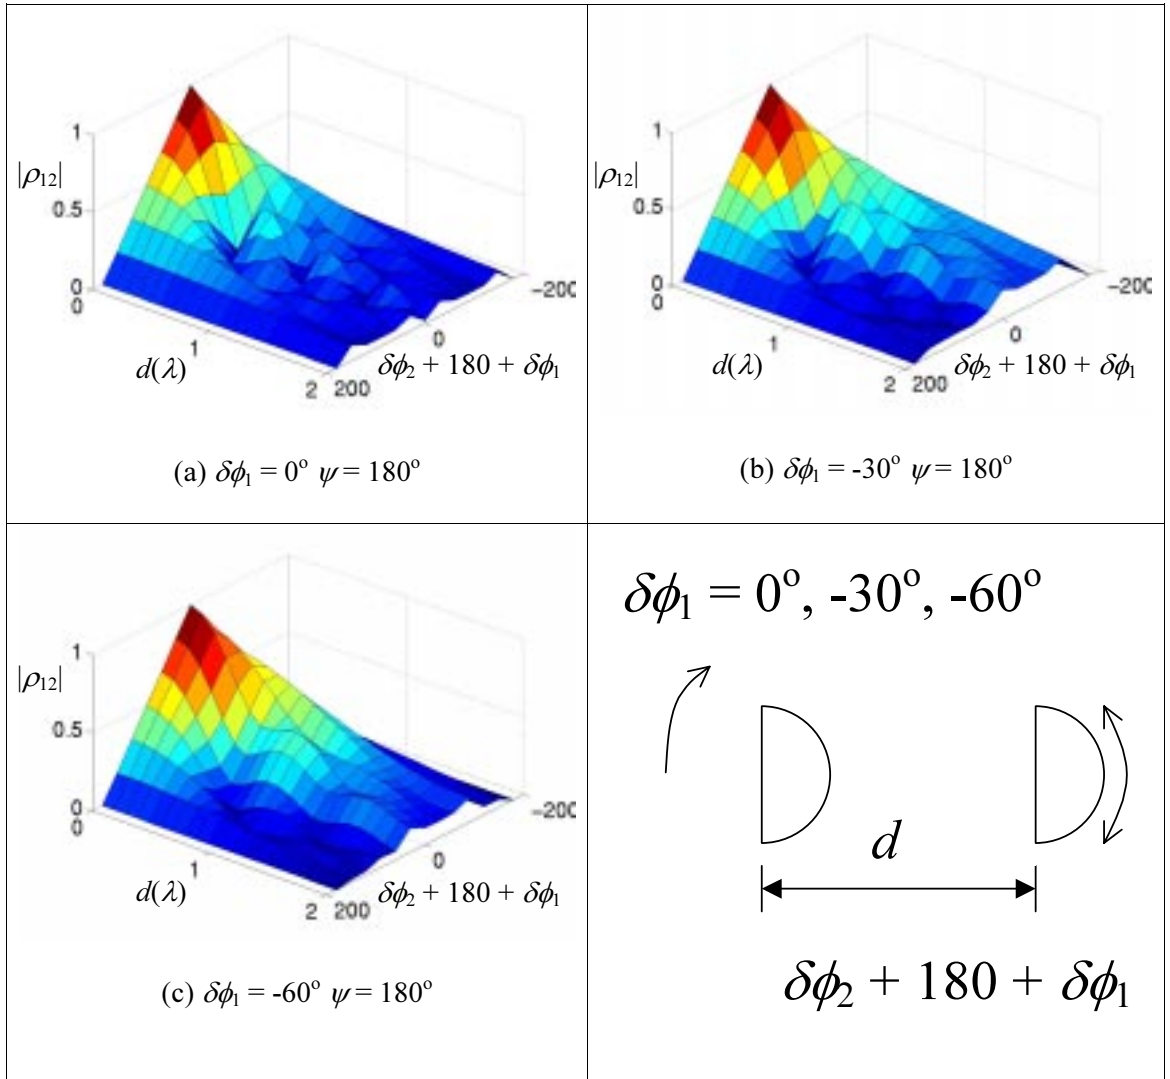 1
|ρ₁₂|
0.5
0
0
1
2
d(λ)
200
0
−200
δϕ₂ + 180 + δϕ₁
(a) δϕ₁ = 0° ψ = 180°
1
|ρ₁₂|
0.5
0
0
1
2
d(λ)
200
0
−200
δϕ₂ + 180 + δϕ₁
(b) δϕ₁ = -30° ψ = 180°
1
|ρ₁₂|
0.5
0
0
1
2
d(λ)
200
0
−200
δϕ₂ + 180 + δϕ₁
(c) δϕ₁ = -60° ψ = 180°
δϕ₁ = 0°, -30°, -60°
d
δϕ₂ + 180 + δϕ₁